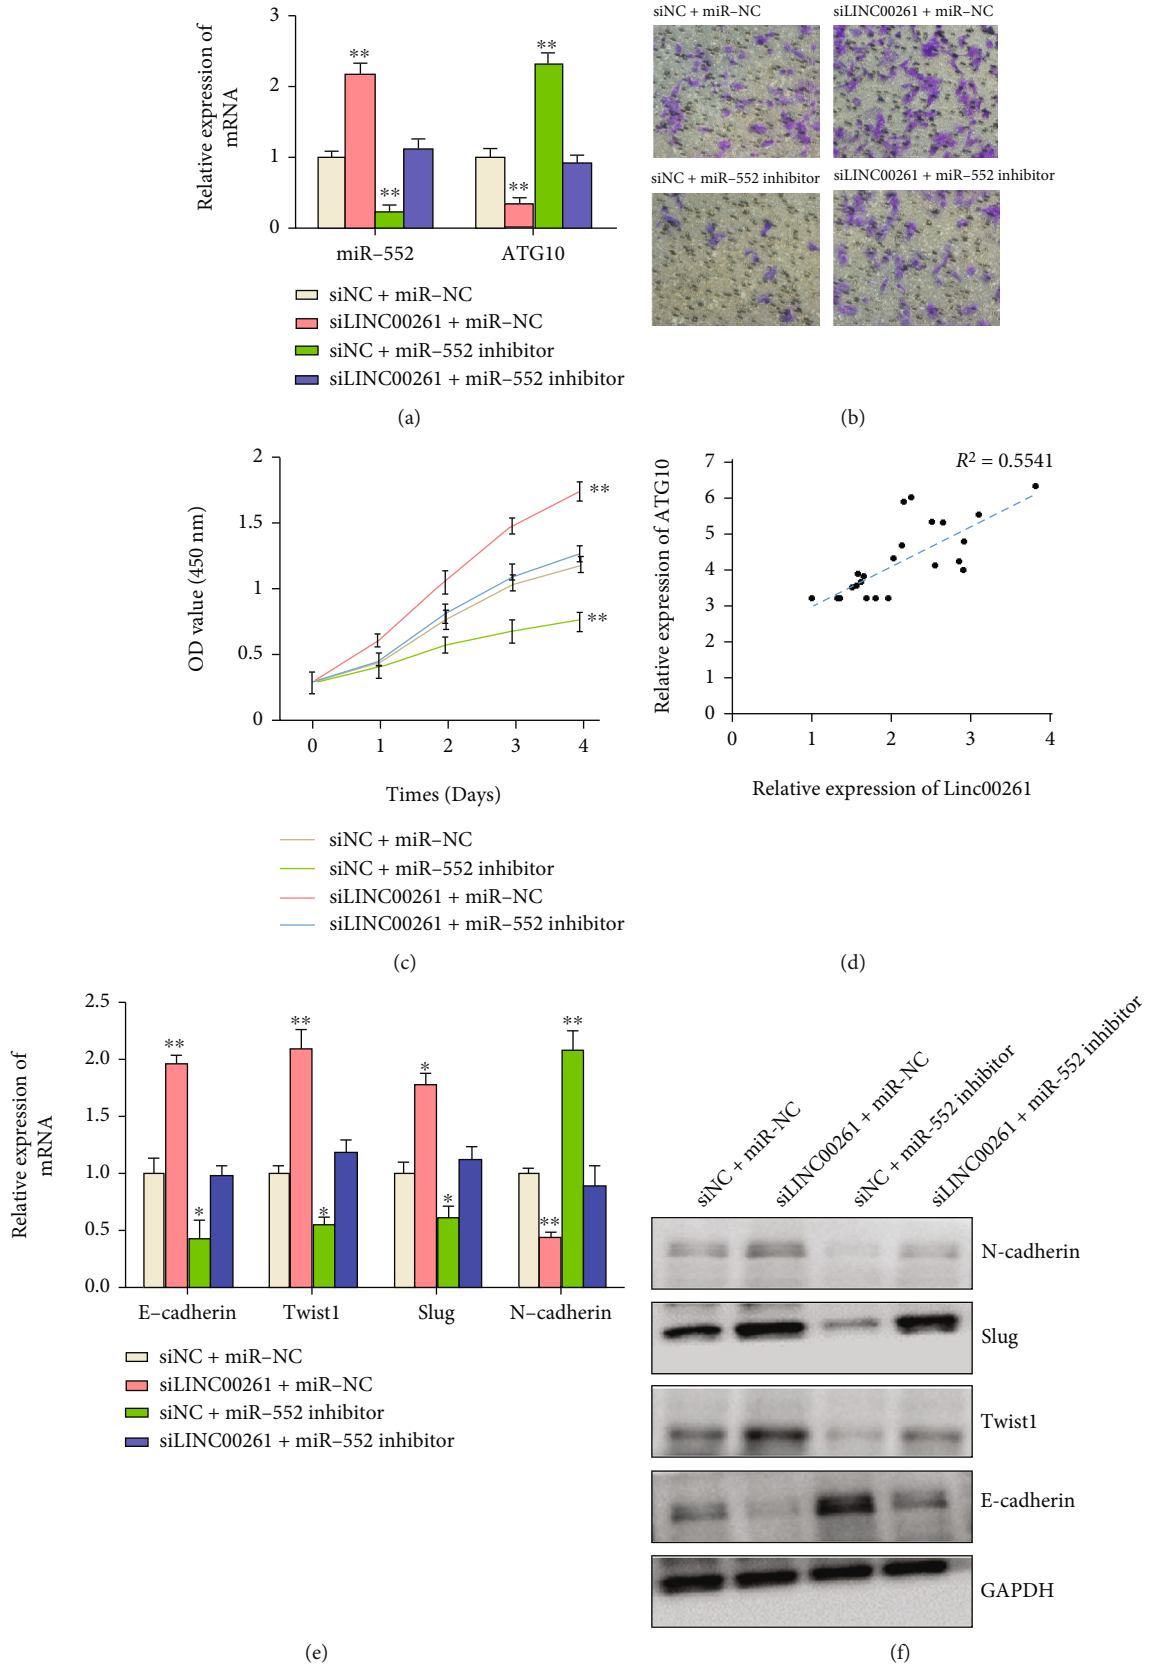 Relative expression of
mRNA
3
2
1
0
**
**
**
**
miR–552
ATG10
siNC + miR–NC
siLINC00261 + miR–NC
siNC + miR–552 inhibitor
siLINC00261 + miR–552 inhibitor
(a)
siNC + miR–NC
siLINC00261 + miR–NC
siNC + miR–552 inhibitor
siLINC00261 + miR–552 inhibitor
(b)
OD value (450 nm)
2
1.5
1
0.5
0
**
**
0 1 2 3 4
Times (Days)
siNC + miR–NC
siNC + miR–552 inhibitor
siLINC00261 + miR–NC
siLINC00261 + miR–552 inhibitor
(c)
Relative expression of ATG10
7
6
5
4
3
2
1
0
R² = 0.5541
0 1 2 3 4
Relative expression of Linc00261
(d)
Relative expression of
mRNA
2.5
2.0
1.5
1.0
0.5
0.0
**
*
**
*
*
*
**
**
E–cadherin
Twist1
Slug
N–cadherin
siNC + miR–NC
siLINC00261 + miR–NC
siNC + miR–552 inhibitor
siLINC00261 + miR–552 inhibitor
(e)
siNC + miR-NC
siLINC00261 + miR-NC
siNC + miR-552 inhibitor
siLINC00261 + miR-552 inhibitor
N-cadherin
Slug
Twist1
E-cadherin
GAPDH
(f)